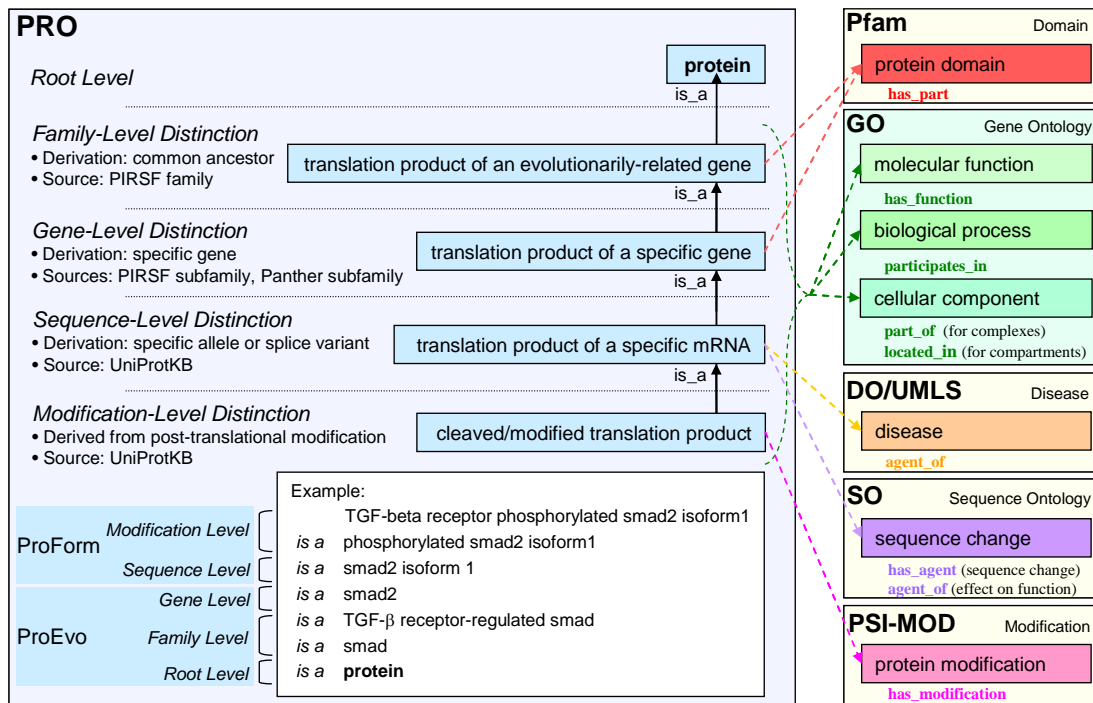 PRO
Root Level
protein
is_a
Family-Level Distinction
• Derivation: common ancestor
• Source: PIRSF family
translation product of an evolutionarily-related gene
is_a
Gene-Level Distinction
• Derivation: specific gene
• Sources: PIRSF subfamily, Panther subfamily
translation product of a specific gene
is_a
Sequence-Level Distinction
• Derivation: specific allele or splice variant
• Source: UniProtKB
translation product of a specific mRNA
is_a
Modification-Level Distinction
• Derived from post-translational modification
• Source: UniProtKB
cleaved/modified translation product
Example:
ProForm
Modification Level
TGF-beta receptor phosphorylated smad2 isoform1
is a phosphorylated smad2 isoform1
Sequence Level
is a smad2 isoform 1
ProEvo
Gene Level
is a smad2
Family Level
is a TGF-β receptor-regulated smad
is a smad
Root Level
is a protein
Pfam Domain
protein domain
has_part
GO Gene Ontology
molecular function
has_function
biological process
participates_in
cellular component
part_of (for complexes)
located_in (for compartments)
DO/UMLS Disease
disease
agent_of
SO Sequence Ontology
sequence change
has_agent (sequence change)
agent_of (effect on function)
PSI-MOD Modification
protein modification
has_modification